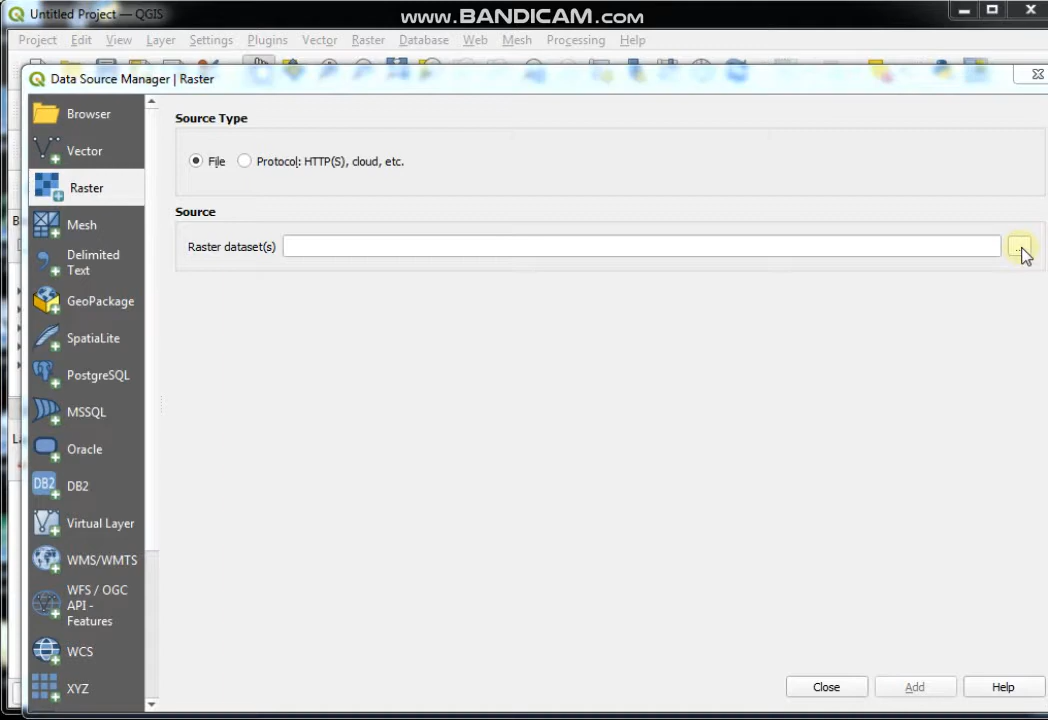 Untitled Project — QGIS
www.BANDICAM.com
Project Edit View Layer Settings Plugins Vector Raster Database Web Mesh Processing Help
Data Source Manager | Raster
Browser
Vector
Raster
Mesh
Delimited
Text
GeoPackage
SpatiaLite
PostgreSQL
MSSQL
Oracle
DB2
DB2
Virtual Layer
WMS/WMTS
WFS / OGC
API -
Features
WCS
XYZ
Source Type
File Protocol: HTTP(S), cloud, etc.
Source
Raster dataset(s)
Close Add Help